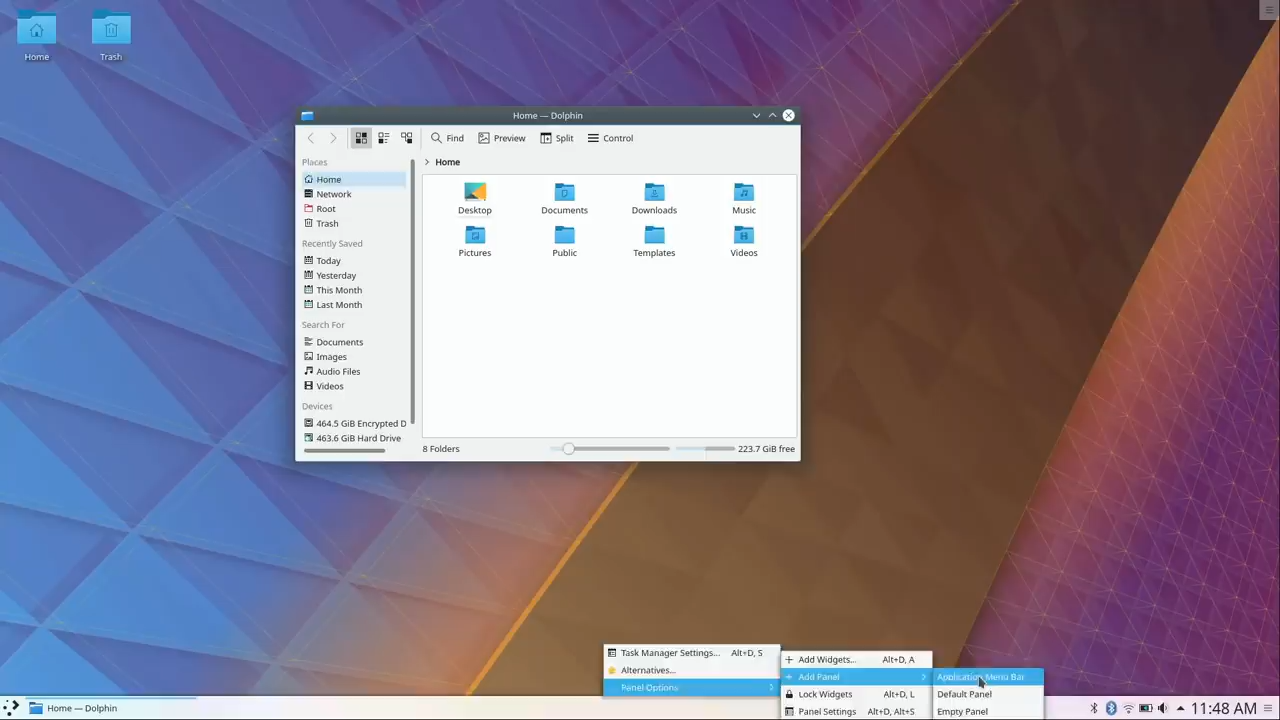 Home
Trash
Home — Dolphin
Find
Preview
Split
Control
Places
Home
Network
Root
Trash
Recently Saved
Today
Yesterday
This Month
Last Month
Search For
Documents
Images
Audio Files
Videos
Devices
464.5 GiB Encrypted D
463.6 GiB Hard Drive
Home
Desktop
Documents
Downloads
Music
Pictures
Public
Templates
Videos
8 Folders
223.7 GiB free
Task Manager Settings... Alt+D, S
Alternatives...
Panel Options
Add Widgets... Alt+D, A
Add Panel
Lock Widgets Alt+D, L
Panel Settings Alt+D, Alt+S
Application Menu Bar
Default Panel
Empty Panel
Home — Dolphin
11:48 AM